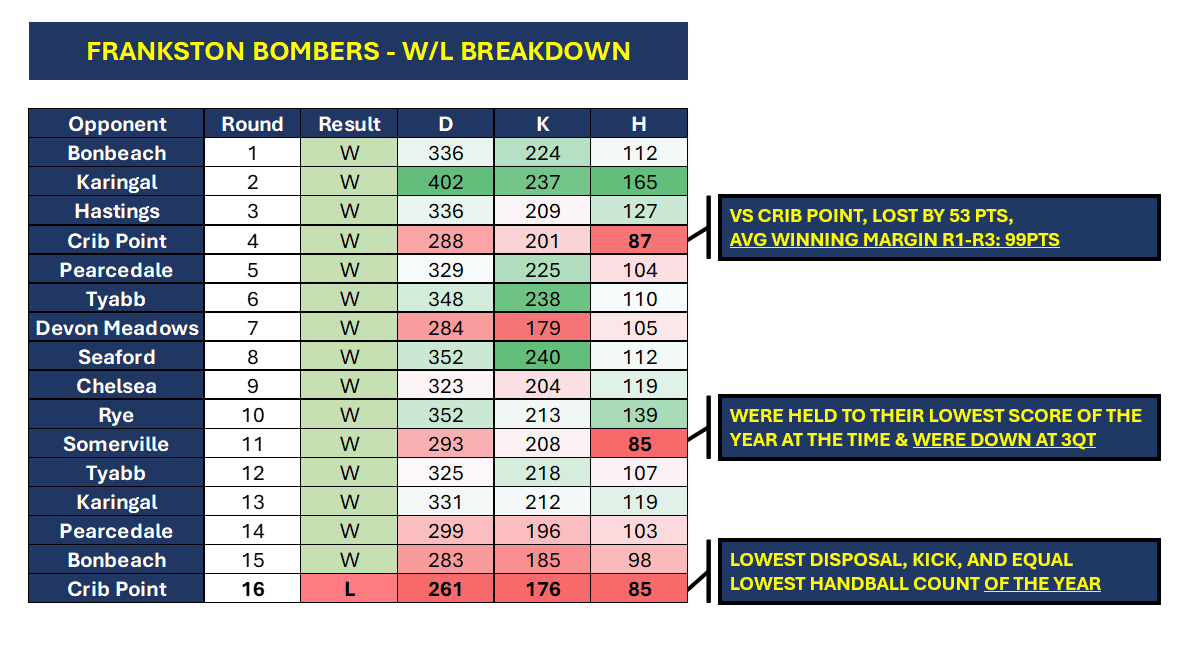 FRANKSTON BOMBERS - W/L BREAKDOWN
Opponent Round Result D K H
Bonbeach 1 W 336 224 112
Karingal 2 W 402 237 165
Hastings 3 W 336 209 127
Crib Point 4 W 288 201 87
Pearcedale 5 W 329 225 104
Tyabb 6 W 348 238 110
Devon Meadows 7 W 284 179 105
Seaford 8 W 352 240 112
Chelsea 9 W 323 204 119
Rye 10 W 352 213 139
Somerville 11 W 293 208 85
Tyabb 12 W 325 218 107
Karingal 13 W 331 212 119
Pearcedale 14 W 299 196 103
Bonbeach 15 W 283 185 98
Crib Point 16 L 261 176 85
VS CRIB POINT, LOST BY 53 PTS,
AVG WINNING MARGIN R1-R3: 99PTS
WERE HELD TO THEIR LOWEST SCORE OF THE
YEAR AT THE TIME & WERE DOWN AT 3QT
LOWEST DISPOSAL, KICK, AND EQUAL
LOWEST HANDBALL COUNT OF THE YEAR